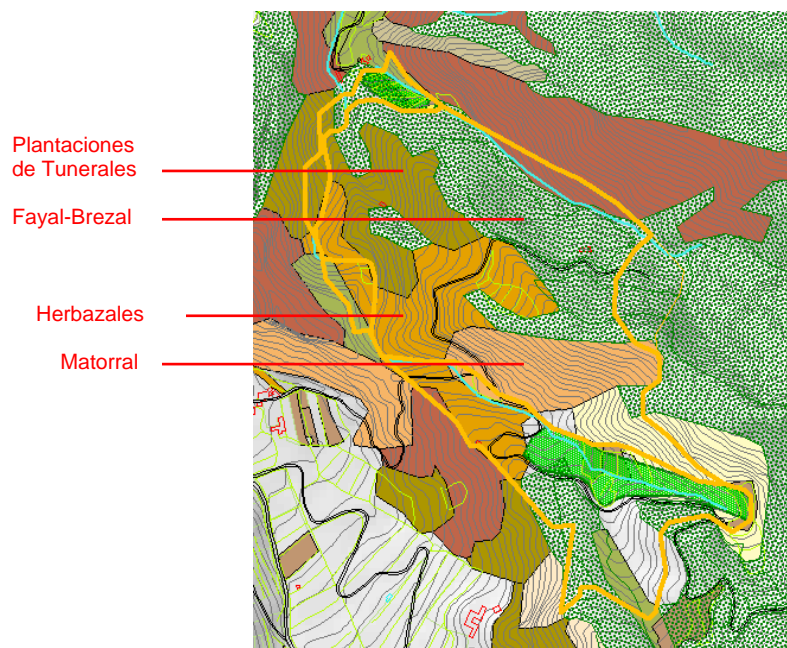 Plantaciones
de Tunerales
Fayal-Brezal
Herbazales
Matorral